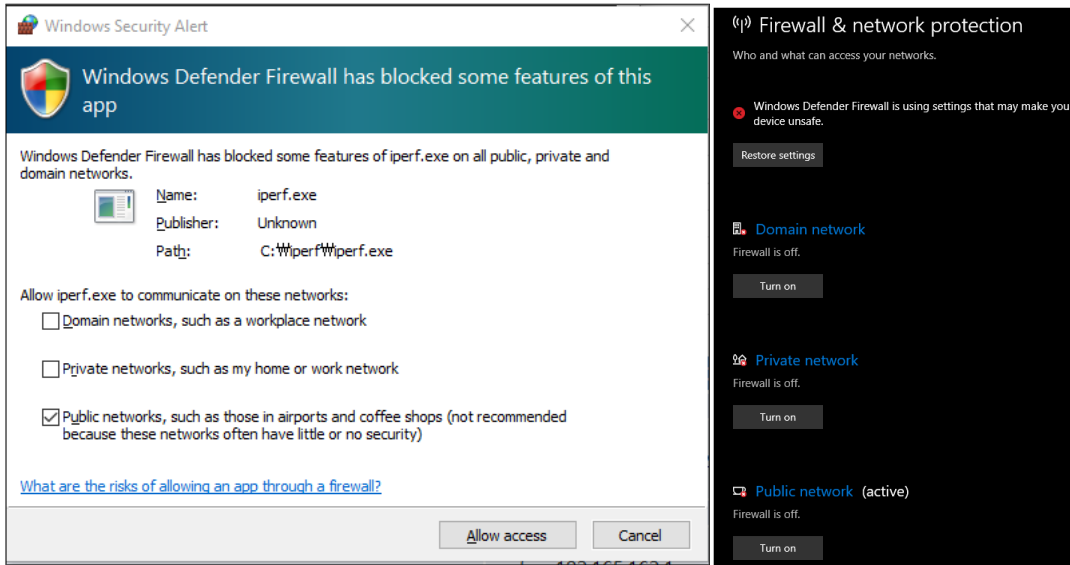 Windows Security Alert
Windows Defender Firewall has blocked some features of this
app
Windows Defender Firewall has blocked some features of iperf.exe on all public, private and
domain networks.
Name: iperf.exe
Publisher: Unknown
Path: C:₩iperf₩iperf.exe
Allow iperf.exe to communicate on these networks:
Domain networks, such as a workplace network
Private networks, such as my home or work network
Public networks, such as those in airports and coffee shops (not recommended
because these networks often have little or no security)
What are the risks of allowing an app through a firewall?
Allow access
Cancel
Firewall & network protection
Who and what can access your networks.
Windows Defender Firewall is using settings that may make you
device unsafe.
Restore settings
Domain network
Firewall is off.
Turn on
Private network
Firewall is off.
Turn on
Public network (active)
Firewall is off.
Turn on